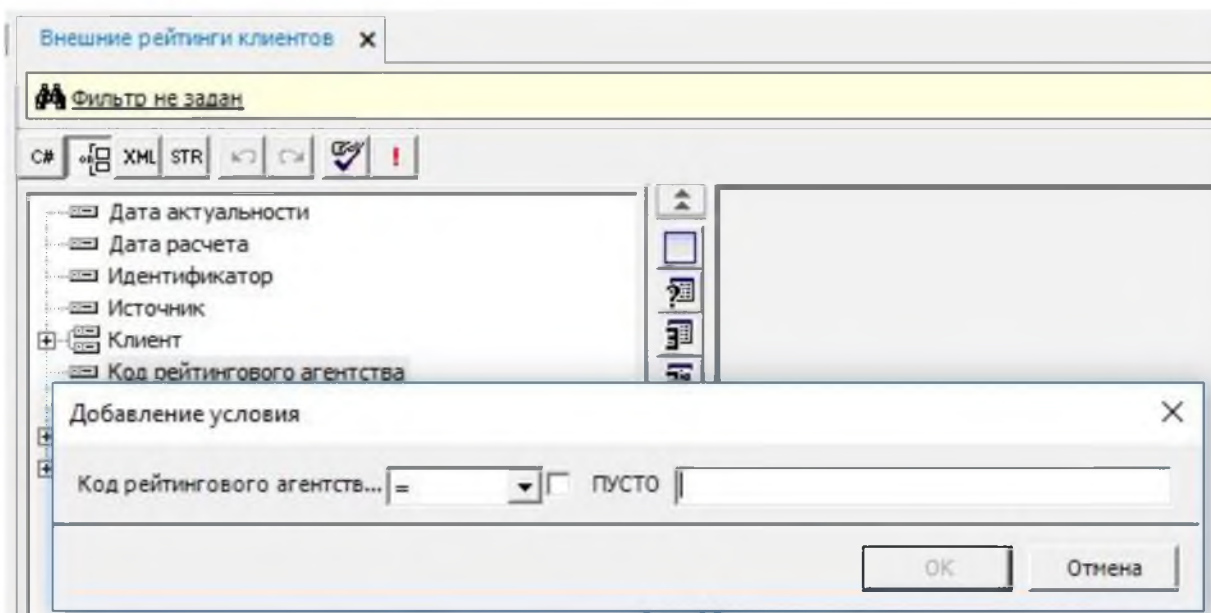 Внешние рейтинги клиентов
Фильтр не задан
C# XML STR
Дата актуальности
Дата расчета
Идентификатор
Источник
Клиент
Код рейтингового агентства
Добавление условия
Код рейтингового агентств... = ПУСТО
OK Отмена